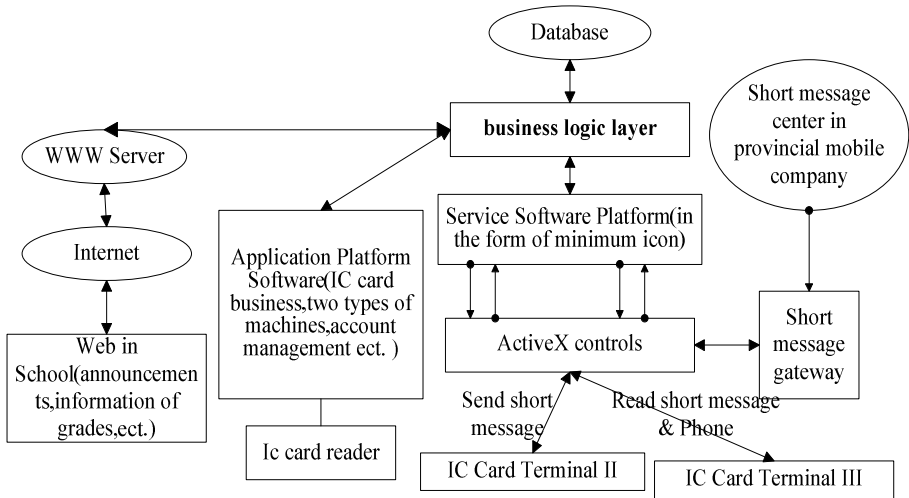 Database
business logic layer
Short message
center in
provincial mobile
company
WWW Server
Service Software Platform(in
the form of minimum icon)
Internet
Application Platform
Software(IC card
business,two types of
machines,account
management ect. )
ActiveX controls
Short
message
gateway
Web in
School(announcemen
ts,information of
grades,ect.)
Send short
message
Read short message
& Phone
Ic card reader
IC Card Terminal II
IC Card Terminal III